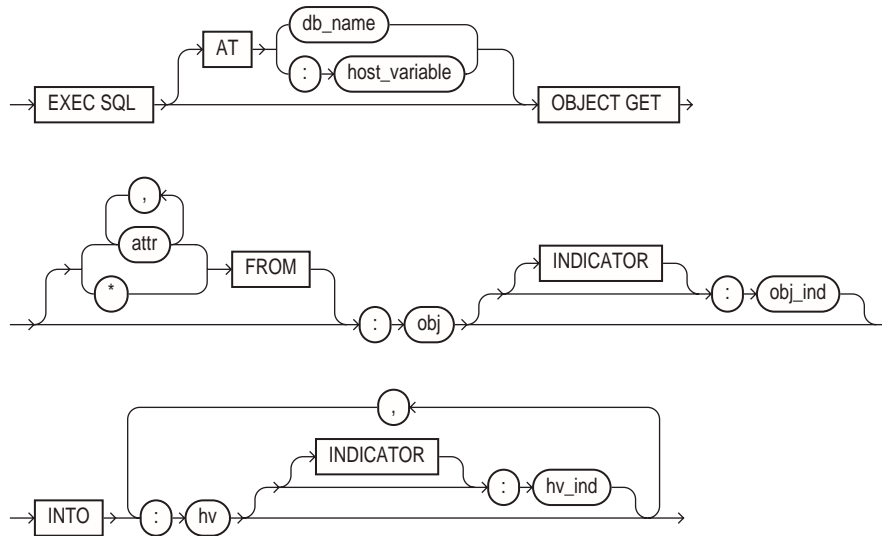 db_name
AT
: host_variable
EXEC SQL OBJECT GET
,
attr
* FROM INDICATOR
: obj : obj_ind
,
INDICATOR
INTO : hv : hv_ind